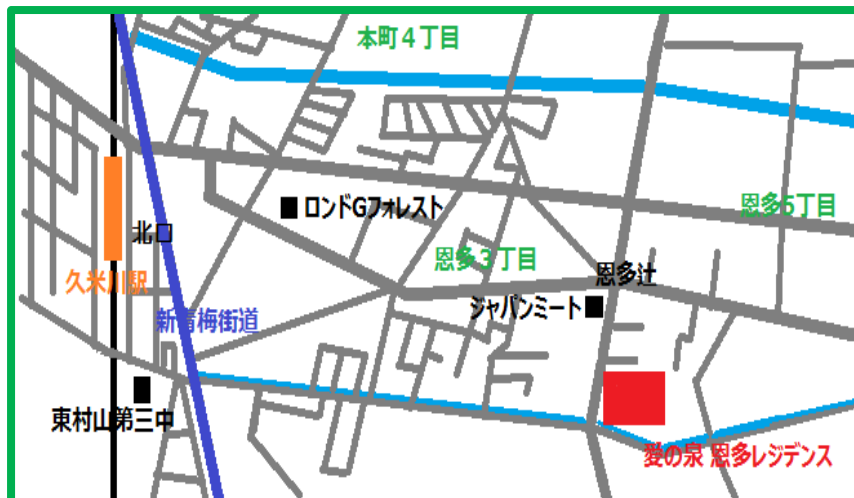 本町４丁目
ロンドGフォレスト
恩多5丁目
北口
恩多３丁目
恩多辻
久米川駅
ジャパンミート
新青梅街道
東村山第三中
愛の泉 恩多レジデンス